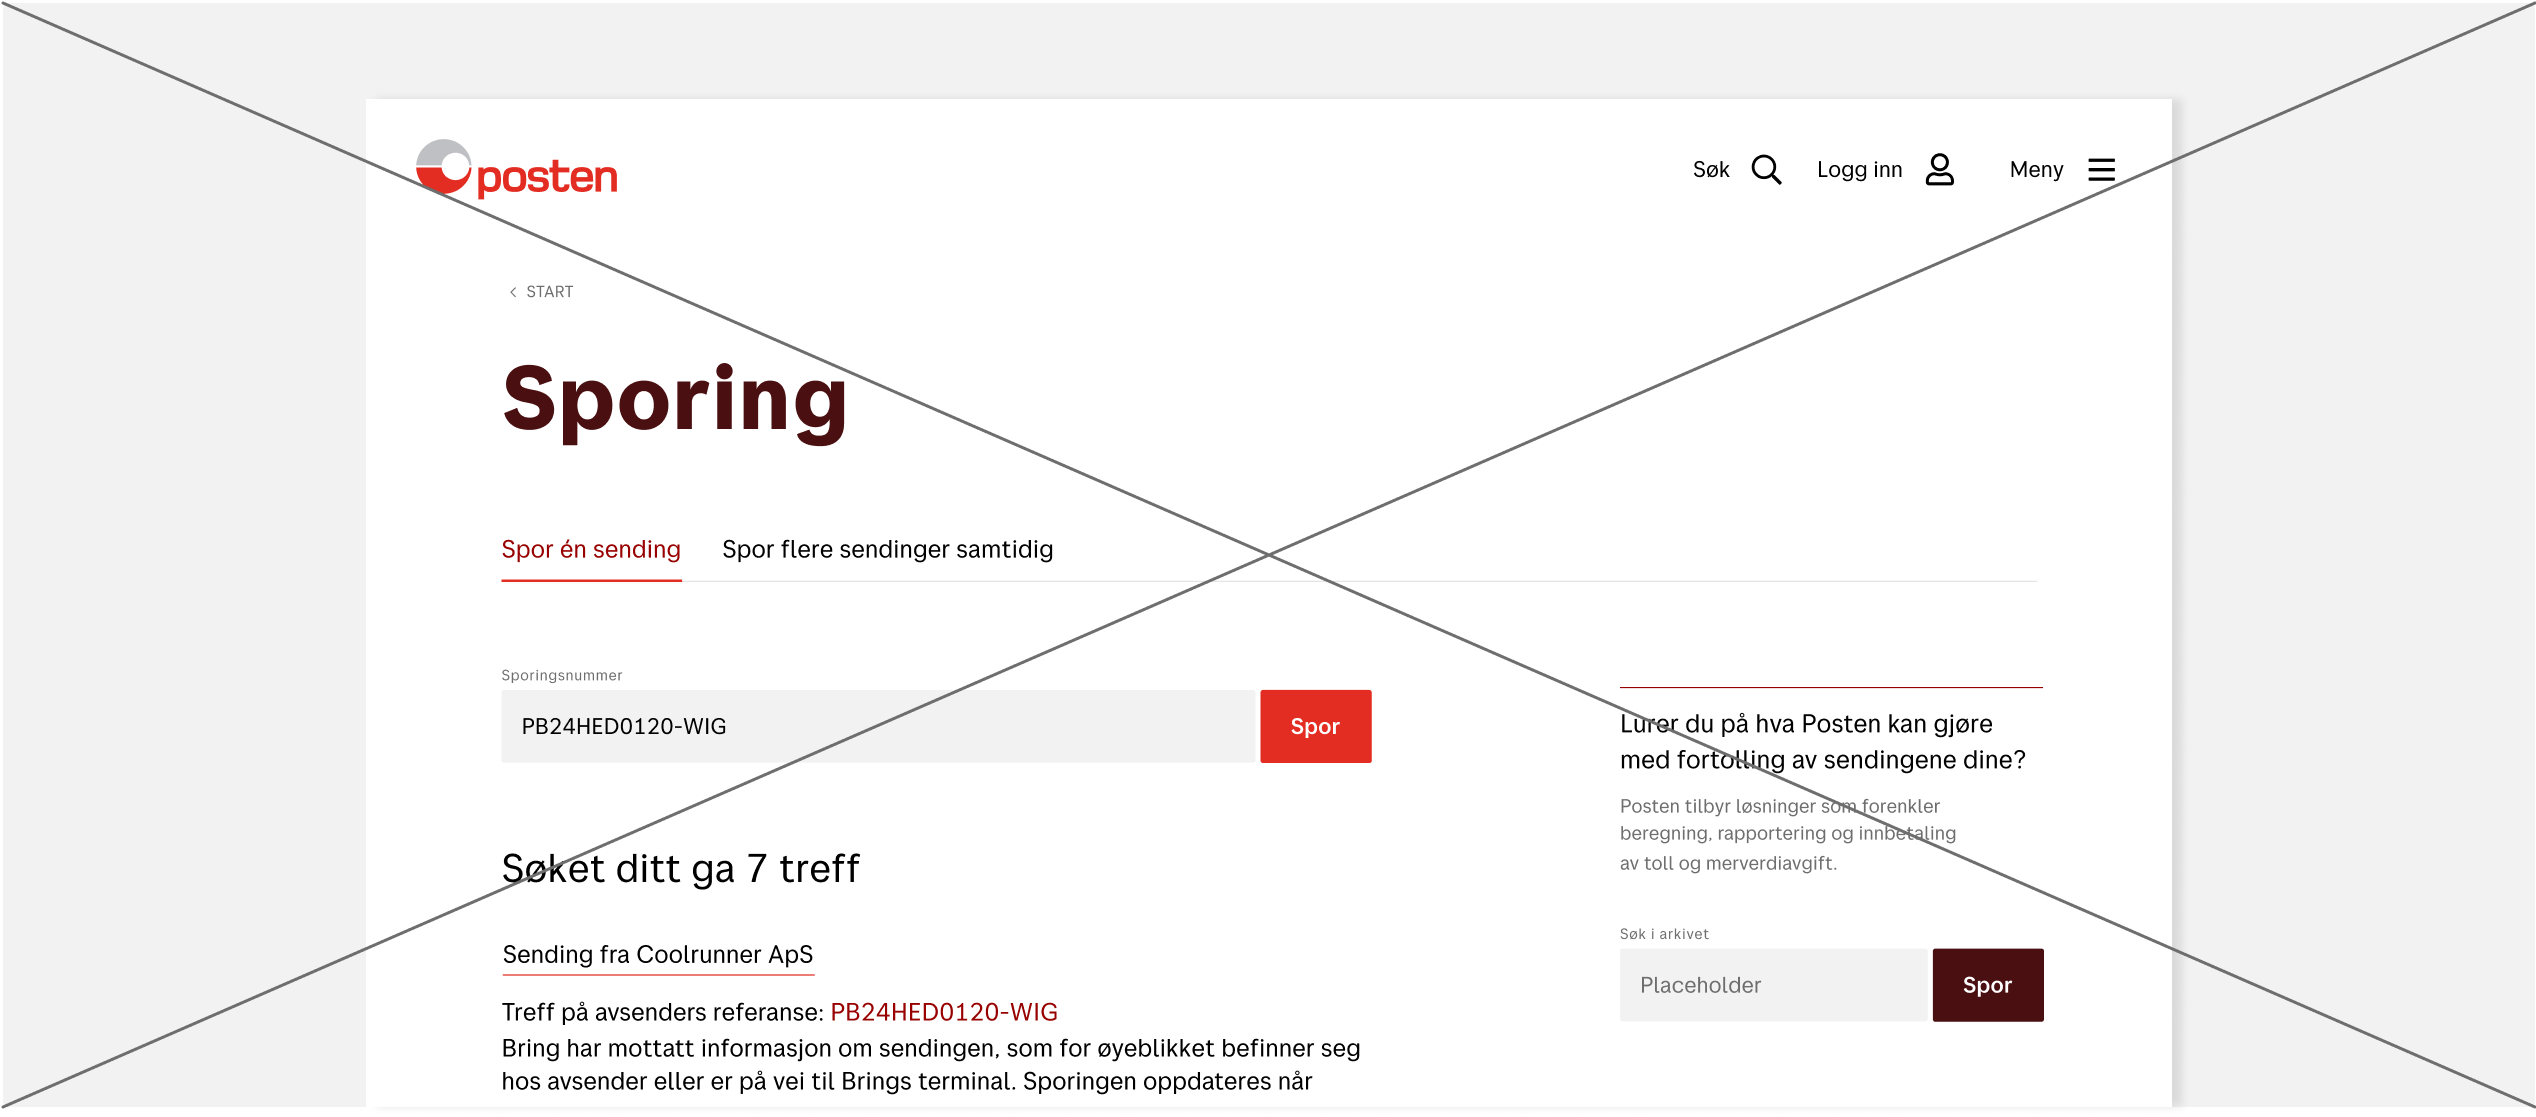 posten
Søk
Logg inn
Meny
START
Sporing
Spor én sending
Spor flere sendinger samtidig
Sporingsnummer
PB24HED0120-WIG
Spor
Søket ditt ga 7 treff
Sending fra Coolrunner ApS
Treff på avsenders referanse: PB24HED0120-WIG
Bring har mottatt informasjon om sendingen, som for øyeblikket befinner seg
hos avsender eller er på vei til Brings terminal. Sporingen oppdateres når
Lurer du på hva Posten kan gjøre
med fortolling av sendingene dine?
Posten tilbyr løsninger som forenkler
beregning, rapportering og innbetaling
av toll og merverdiavgift.
Søk i arkivet
Placeholder
Spor